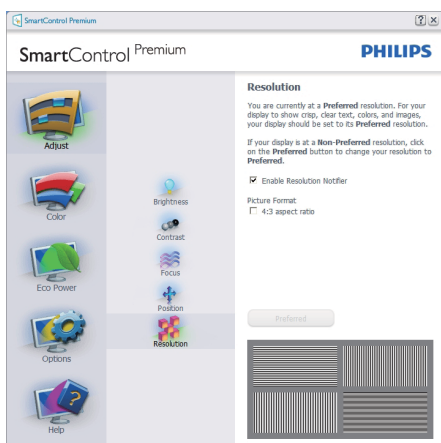 SmartControl Premium
SmartControl Premium
PHILIPS
Adjust
Color
Eco Power
Options
Help
Brightness
Contrast
Focus
Position
Resolution
Resolution
You are currently at a Preferred resolution. For your
display to show crisp, clear text, colors, and images,
your display should be set to its Preferred resolution.
If your display is at a Non-Preferred resolution, click
on the Preferred button to change your resolution to
Preferred.
Enable Resolution Notifier
Picture Format
4:3 aspect ratio
Preferred